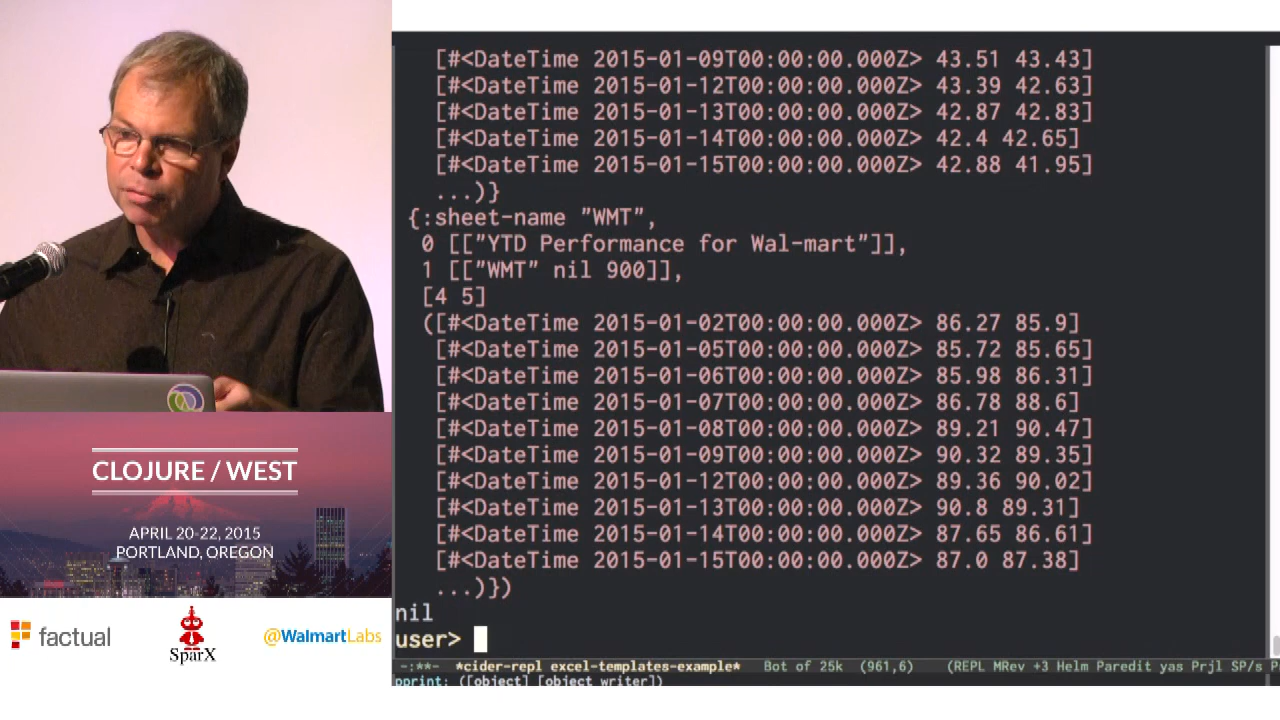 [#<DateTime 2015-01-09T00:00:00.000Z> 43.51 43.43]
[#<DateTime 2015-01-12T00:00:00.000Z> 43.39 42.63]
[#<DateTime 2015-01-13T00:00:00.000Z> 42.87 42.83]
[#<DateTime 2015-01-14T00:00:00.000Z> 42.4 42.65]
[#<DateTime 2015-01-15T00:00:00.000Z> 42.88 41.95]
...)}
{:sheet-name "WMT",
0 [["YTD Performance for Wal-mart"]],
1 [["WMT" nil 900]],
[4 5]
([#<DateTime 2015-01-02T00:00:00.000Z> 86.27 85.9]
[#<DateTime 2015-01-05T00:00:00.000Z> 85.72 85.65]
[#<DateTime 2015-01-06T00:00:00.000Z> 85.98 86.31]
[#<DateTime 2015-01-07T00:00:00.000Z> 86.78 88.6]
[#<DateTime 2015-01-08T00:00:00.000Z> 89.21 90.47]
[#<DateTime 2015-01-09T00:00:00.000Z> 90.32 89.35]
[#<DateTime 2015-01-12T00:00:00.000Z> 89.36 90.02]
[#<DateTime 2015-01-13T00:00:00.000Z> 90.8 89.31]
[#<DateTime 2015-01-14T00:00:00.000Z> 87.65 86.61]
[#<DateTime 2015-01-15T00:00:00.000Z> 87.0 87.38]
...)})
nil
user>
-:**- *cider-repl excel-templates-example* Bot of 25k (961,6) (REPL MRev +3 Helm Paredit yas Prjl SP/s
pprint: ([object] [object writer])
CLOJURE / WEST
APRIL 20-22, 2015
PORTLAND, OREGON
factual
SparX
@WalmartLabs